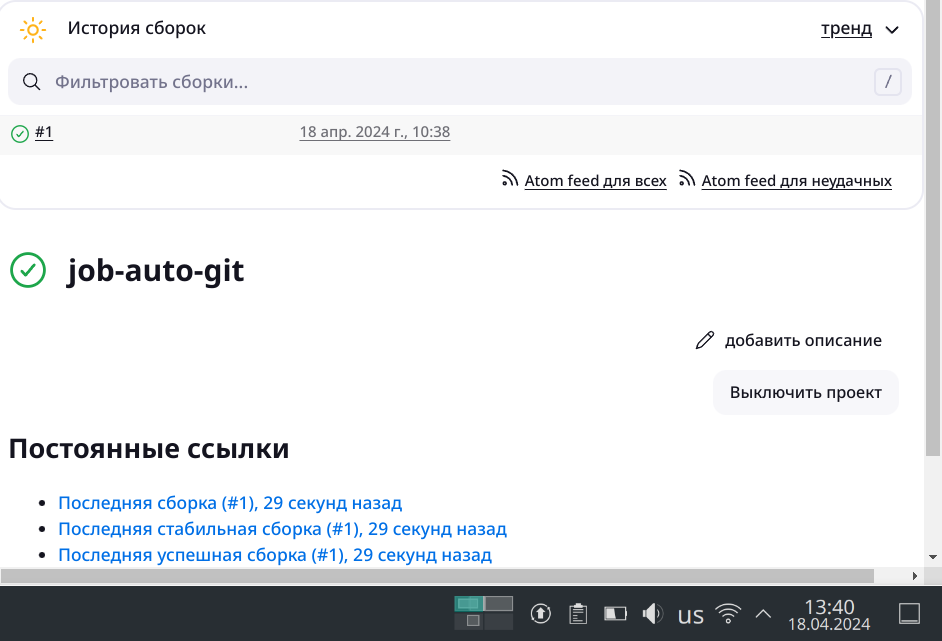 История сборок
тренд
Фильтровать сборки...
/
#1
18 апр. 2024 г., 10:38
Atom feed для всех
Atom feed для неудачных
job-auto-git
добавить описание
Выключить проект
Постоянные ссылки
Последняя сборка (#1), 29 секунд назад
Последняя стабильная сборка (#1), 29 секунд назад
Последняя успешная сборка (#1), 29 секунд назад
us
13:40
18.04.2024